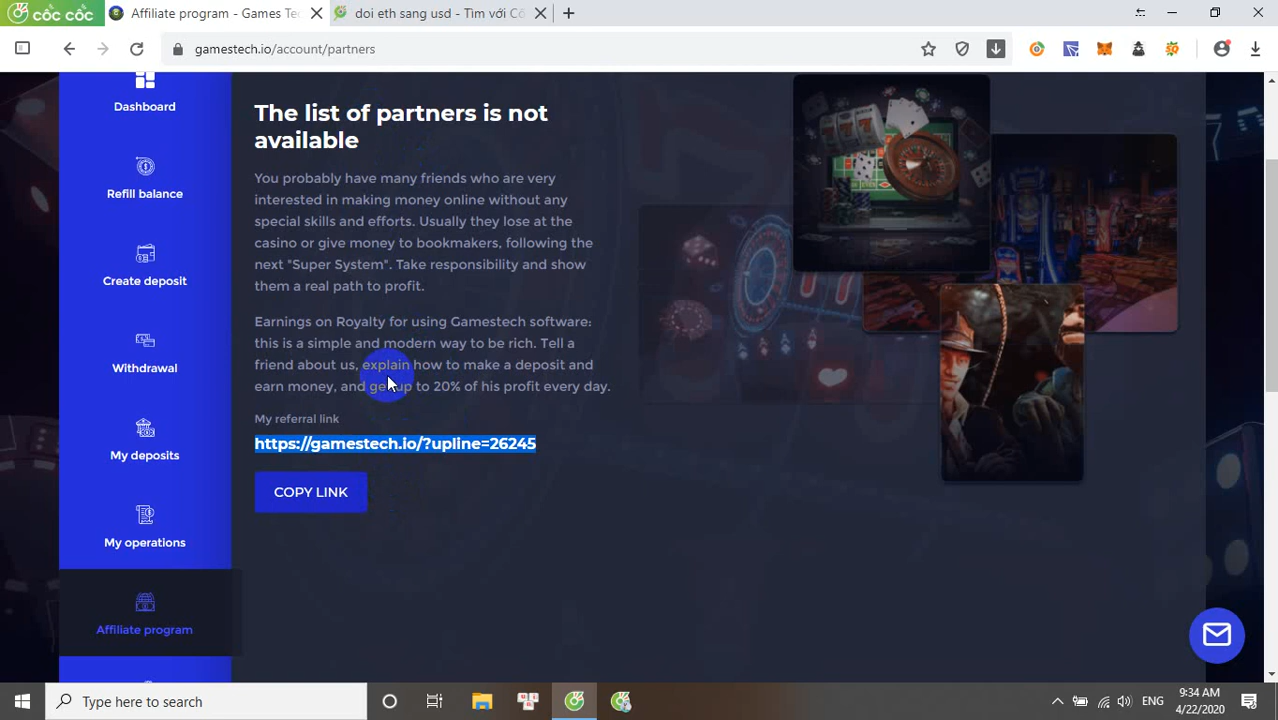 CỐC CỐC
Affiliate program - Games Te
doi eth sang usd - Tìm với Cố
gamestech.io/account/partners
Dashboard
Refill balance
Create deposit
Withdrawal
My deposits
My operations
Affiliate program
The list of partners is not
available
You probably have many friends who are very
interested in making money online without any
special skills and efforts. Usually they lose at the
casino or give money to bookmakers, following the
next "Super System". Take responsibility and show
them a real path to profit.
Earnings on Royalty for using Gamestech software:
this is a simple and modern way to be rich. Tell a
friend about us, explain how to make a deposit and
earn money, and get up to 20% of his profit every day.
My referral link
https://gamestech.io/?upline=26245
COPY LINK
Type here to search
ENG
9:34 AM
4/22/2020